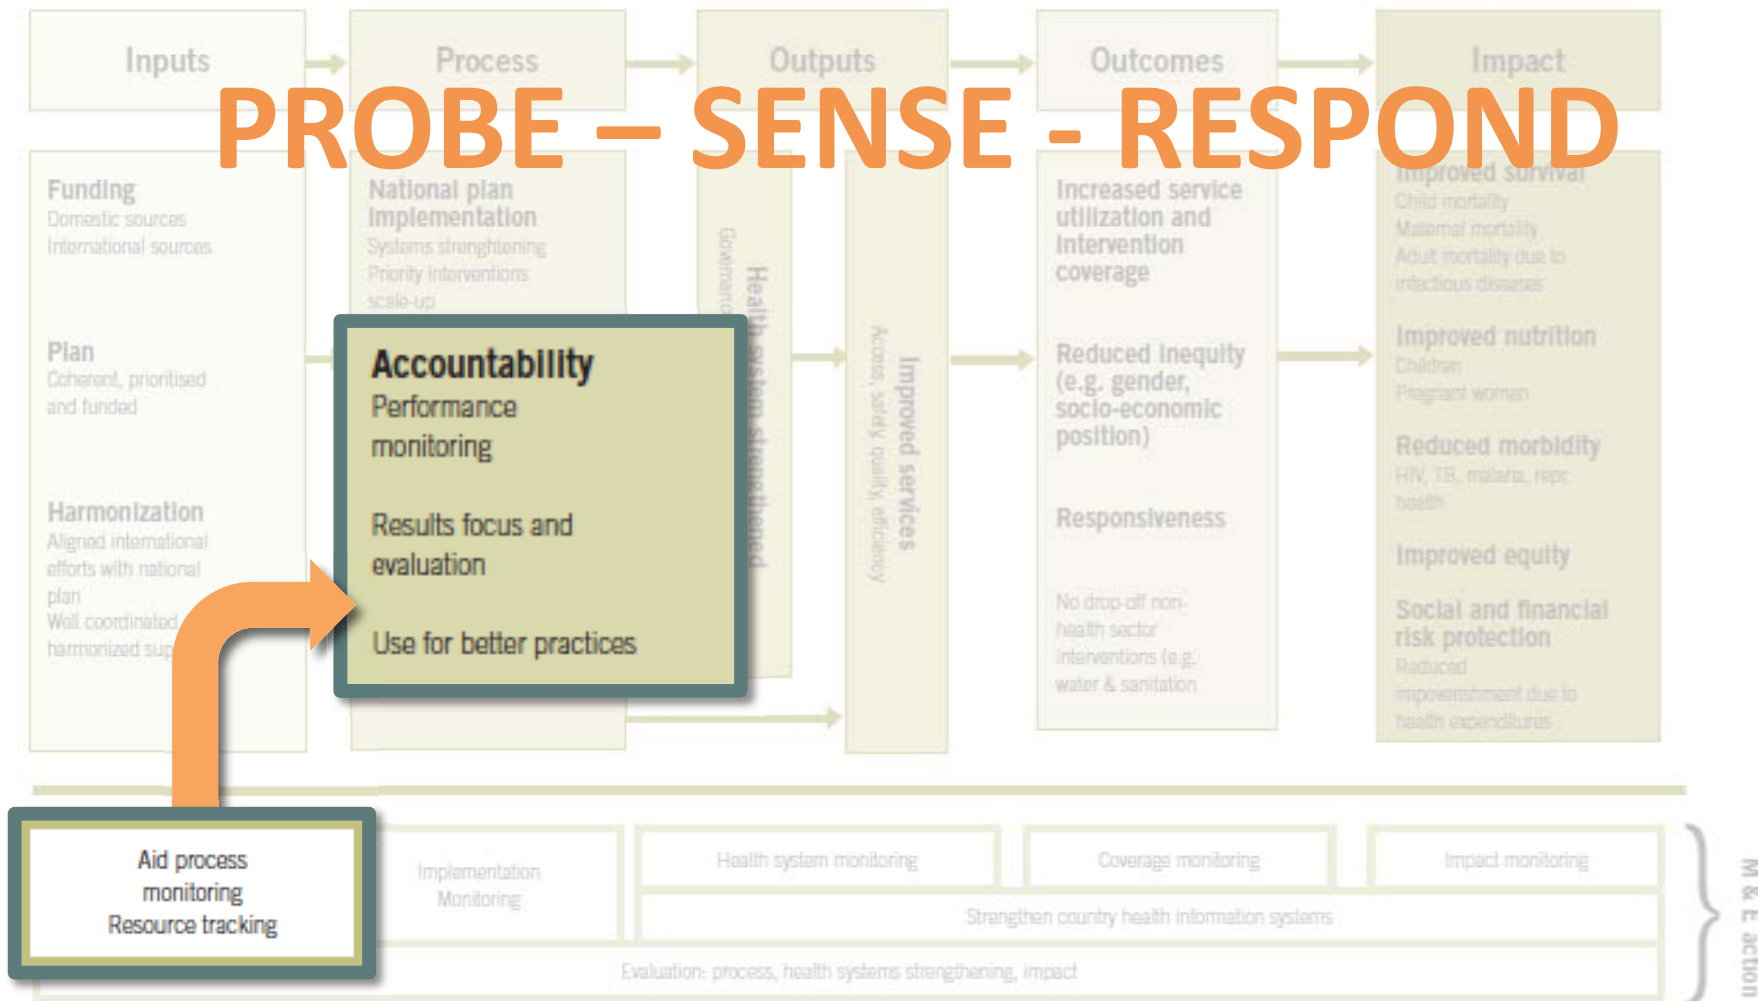 Inputs
Process
Outputs
Outcomes
Impact
PROBE – SENSE - RESPOND
Funding
Domestic sources
International sources
Plan
Coherent, prioritised
and funded
Harmonization
Aligned international
efforts with national
plan
Well coordinated
harmonized sup
National plan
Implementation
Systems strenghtening
Priority interventions
scale-up
Accountability
Performance
monitoring
Results focus and
evaluation
Use for better practices
Health system strengthened
Improved services
Access, safety, quality, efficiency
Increased service
utilization and
Intervention
coverage
Reduced Inequity
(e.g. gender,
socio-economic
position)
Responsiveness
No drop-off non-
health sector
interventions (e.g.
water & sanitation
Improved survival
Child mortality
Maternal mortality
Adult mortality due to
infectious diseases
Improved nutrition
Children
Pregnant women
Reduced morbidity
HIV, TB, malaria, repr.
health
Improved equity
Social and financial
risk protection
Reduced
impoverishment due to
health expenditures
Aid process
monitoring
Resource tracking
Implementation
Monitoring
Health system monitoring
Coverage monitoring
Impact monitoring
Strengthen country health information systems
Evaluation: process, health systems strengthening, impact
M & E action